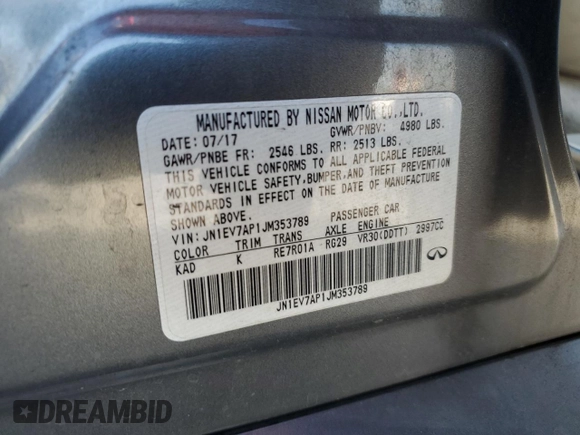 MANUFACTURED BY NISSAN MOTOR CO.,LTD.
DATE: 07/17 GVWR/PNBV: 4980 LBS.
GAWR/PNBE FR: 2546 LBS. RR: 2513 LBS.
THIS VEHICLE CONFORMS TO ALL APPLICABLE FEDERAL
MOTOR VEHICLE SAFETY,BUMPER,AND THEFT PREVENTION
STANDARDS IN EFFECT ON THE DATE OF MANUFACTURE
SHOWN ABOVE.
VIN: JN1EV7AP1JM353789 PASSENGER CAR
COLOR TRIM TRANS AXLE ENGINE
KAD K RE7R01A RG29 VR30(DDTT) 2997CC
JN1EV7AP1JM353789
DREAMBID